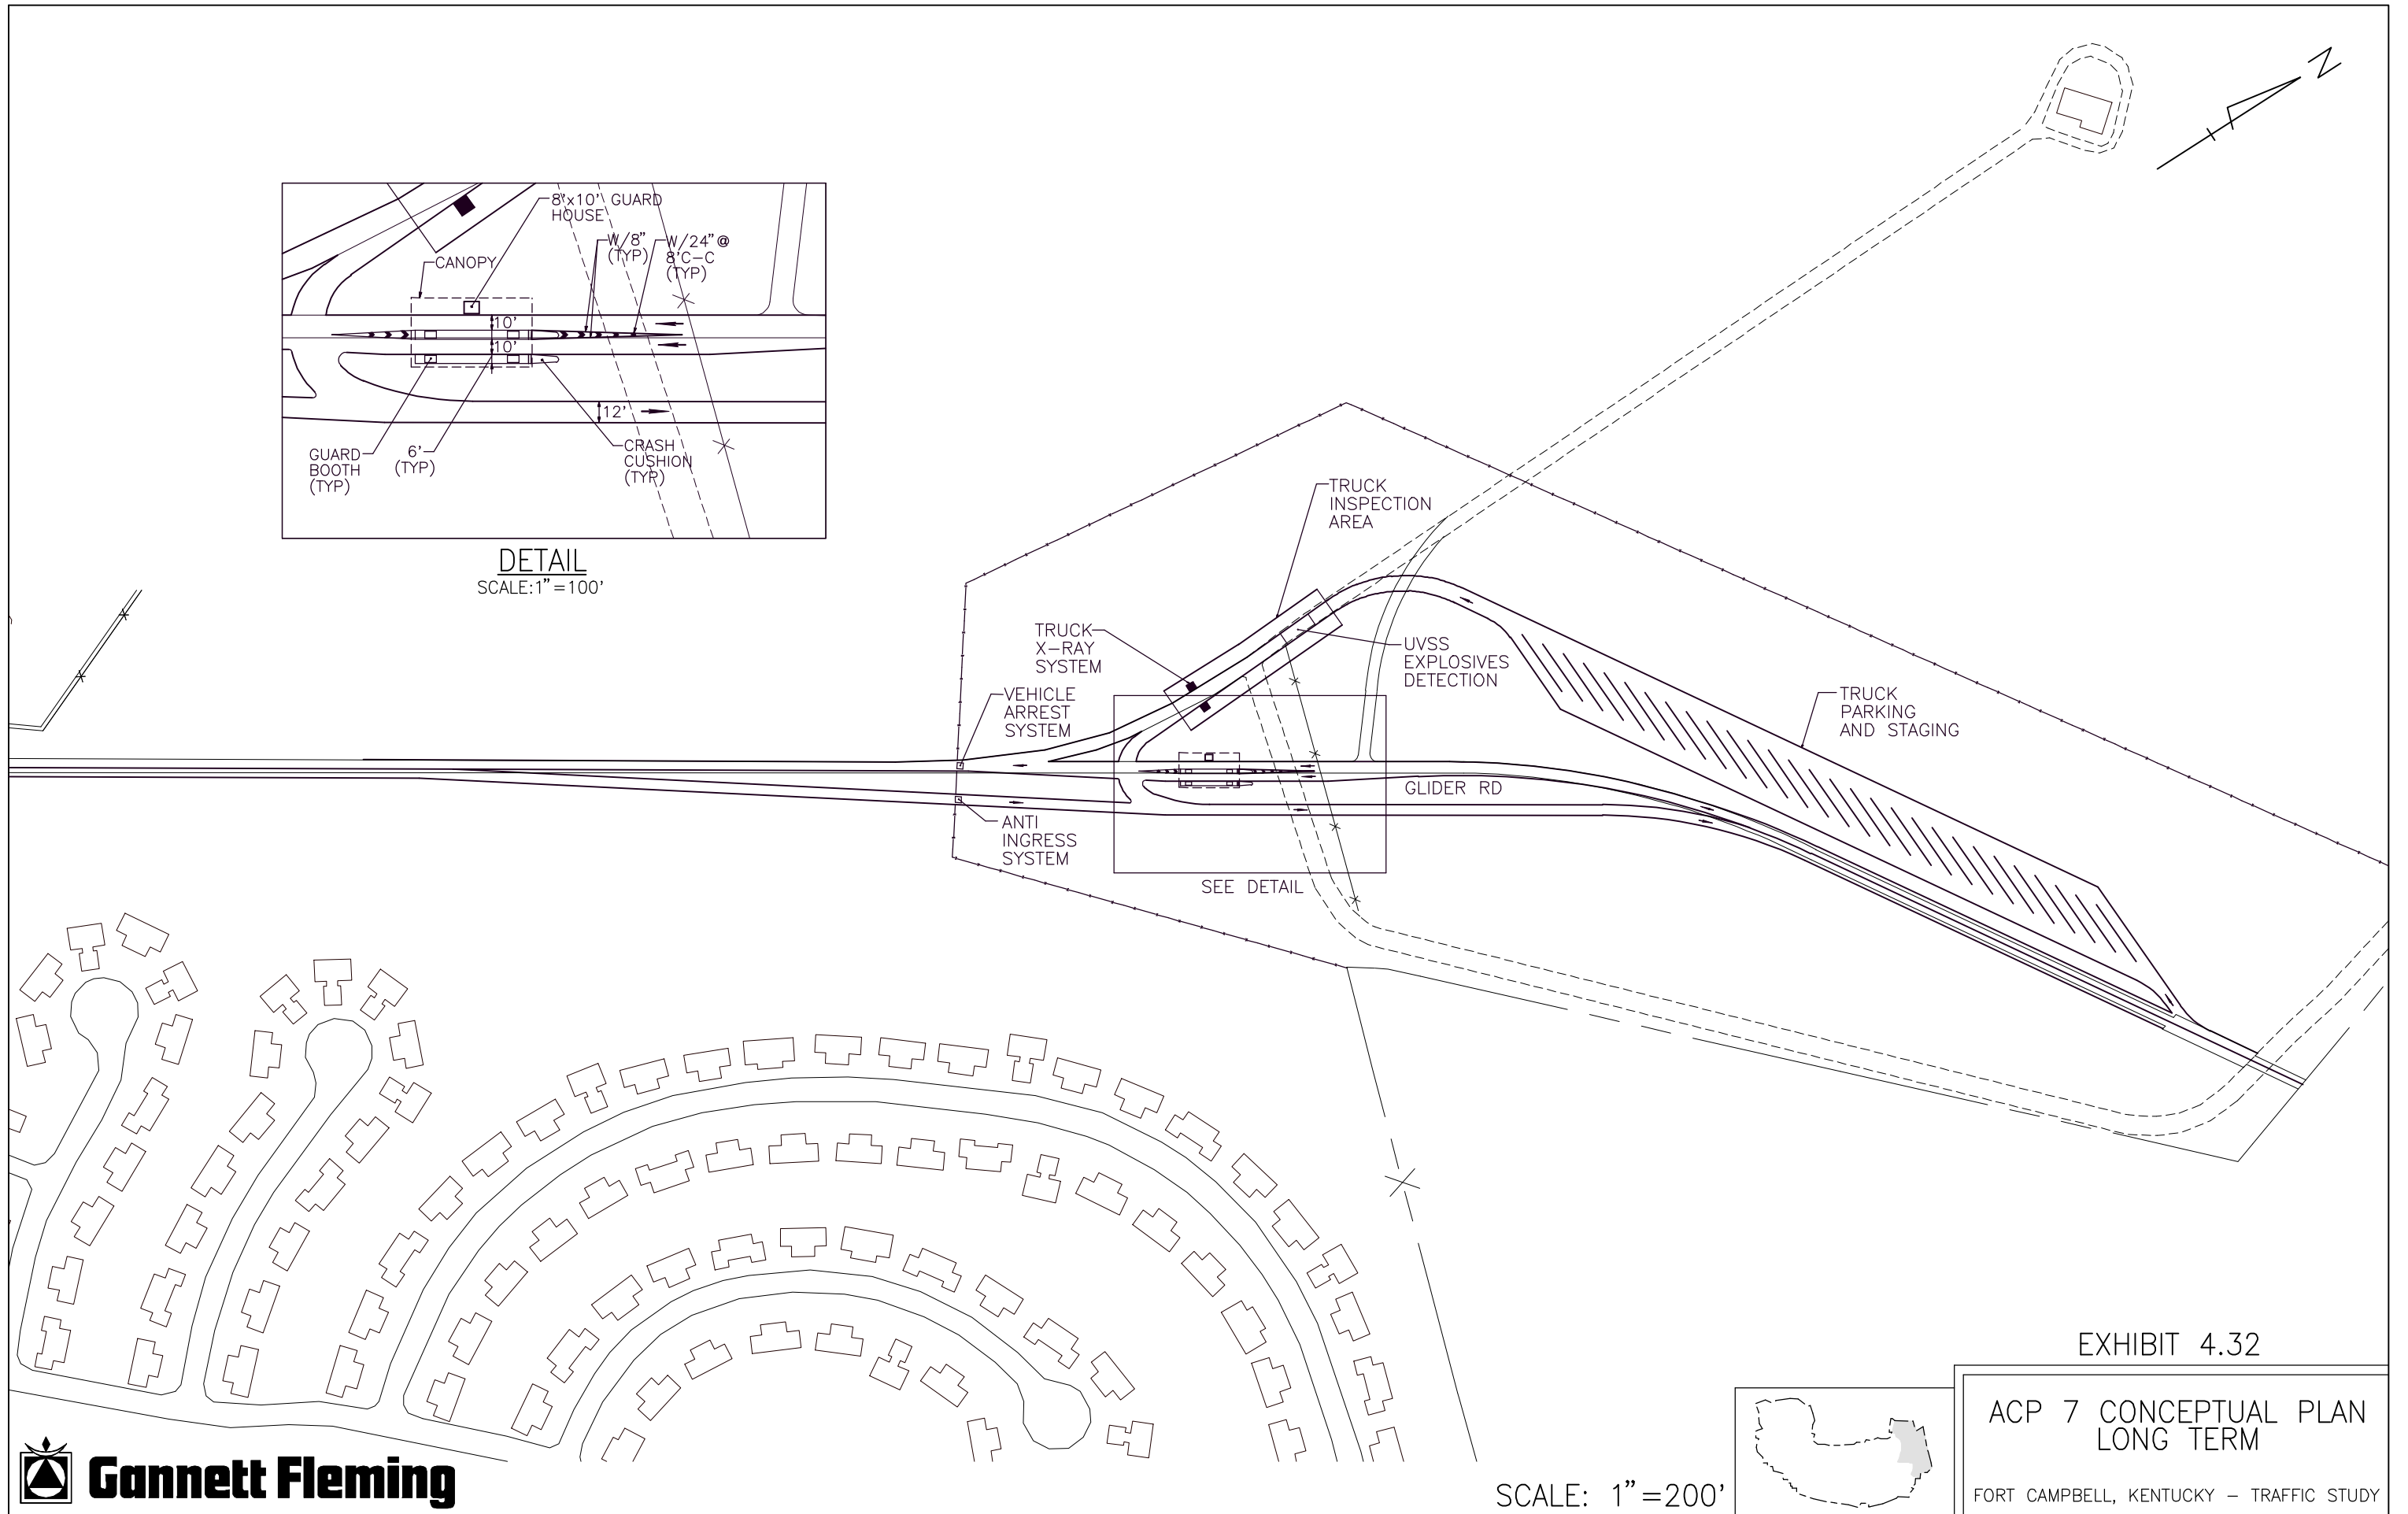 N
8'x10' GUARD
HOUSE
W/8"
(TYP)
W/24"@
8'C-C
(TYP)
CANOPY
10'
10'
12'
GUARD
BOOTH
(TYP)
6'
(TYP)
CRASH
CUSHION
(TYP)
DETAIL
SCALE:1"=100'
TRUCK
INSPECTION
AREA
TRUCK
X-RAY
SYSTEM
UVSS
EXPLOSIVES
DETECTION
VEHICLE
ARREST
SYSTEM
TRUCK
PARKING
AND STAGING
GLIDER RD
ANTI
INGRESS
SYSTEM
SEE DETAIL
EXHIBIT 4.32
ACP 7 CONCEPTUAL PLAN
LONG TERM
FORT CAMPBELL, KENTUCKY - TRAFFIC STUDY
SCALE: 1"=200'
Gannett Fleming